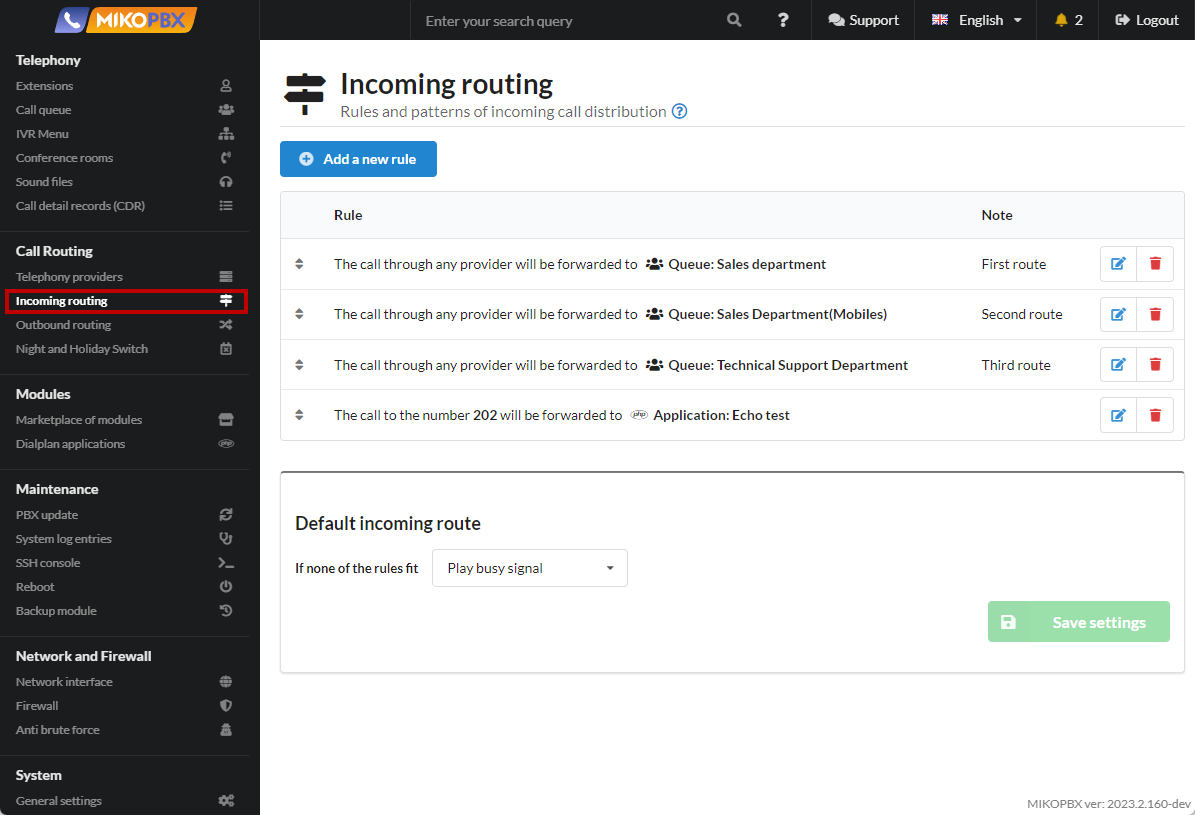 MIKOPBX
Enter your search query
?
Support
English
2
Logout
Telephony
Extensions
Call queue
IVR Menu
Conference rooms
Sound files
Call detail records (CDR)
Call Routing
Telephony providers
Incoming routing
Outbound routing
Night and Holiday Switch
Modules
Marketplace of modules
Dialplan applications
php
Maintenance
PBX update
System log entries
SSH console
Reboot
Backup module
Network and Firewall
Network interface
Firewall
Anti brute force
System
General settings
Incoming routing
Rules and patterns of incoming call distribution ?
Add a new rule
Rule Note
The call through any provider will be forwarded to Queue: Sales department First route
The call through any provider will be forwarded to Queue: Sales Department(Mobiles) Second route
The call through any provider will be forwarded to Queue: Technical Support Department Third route
The call to the number 202 will be forwarded to php Application: Echo test
Default incoming route
If none of the rules fit Play busy signal
Save settings
MIKOPBX ver: 2023.2.160-dev